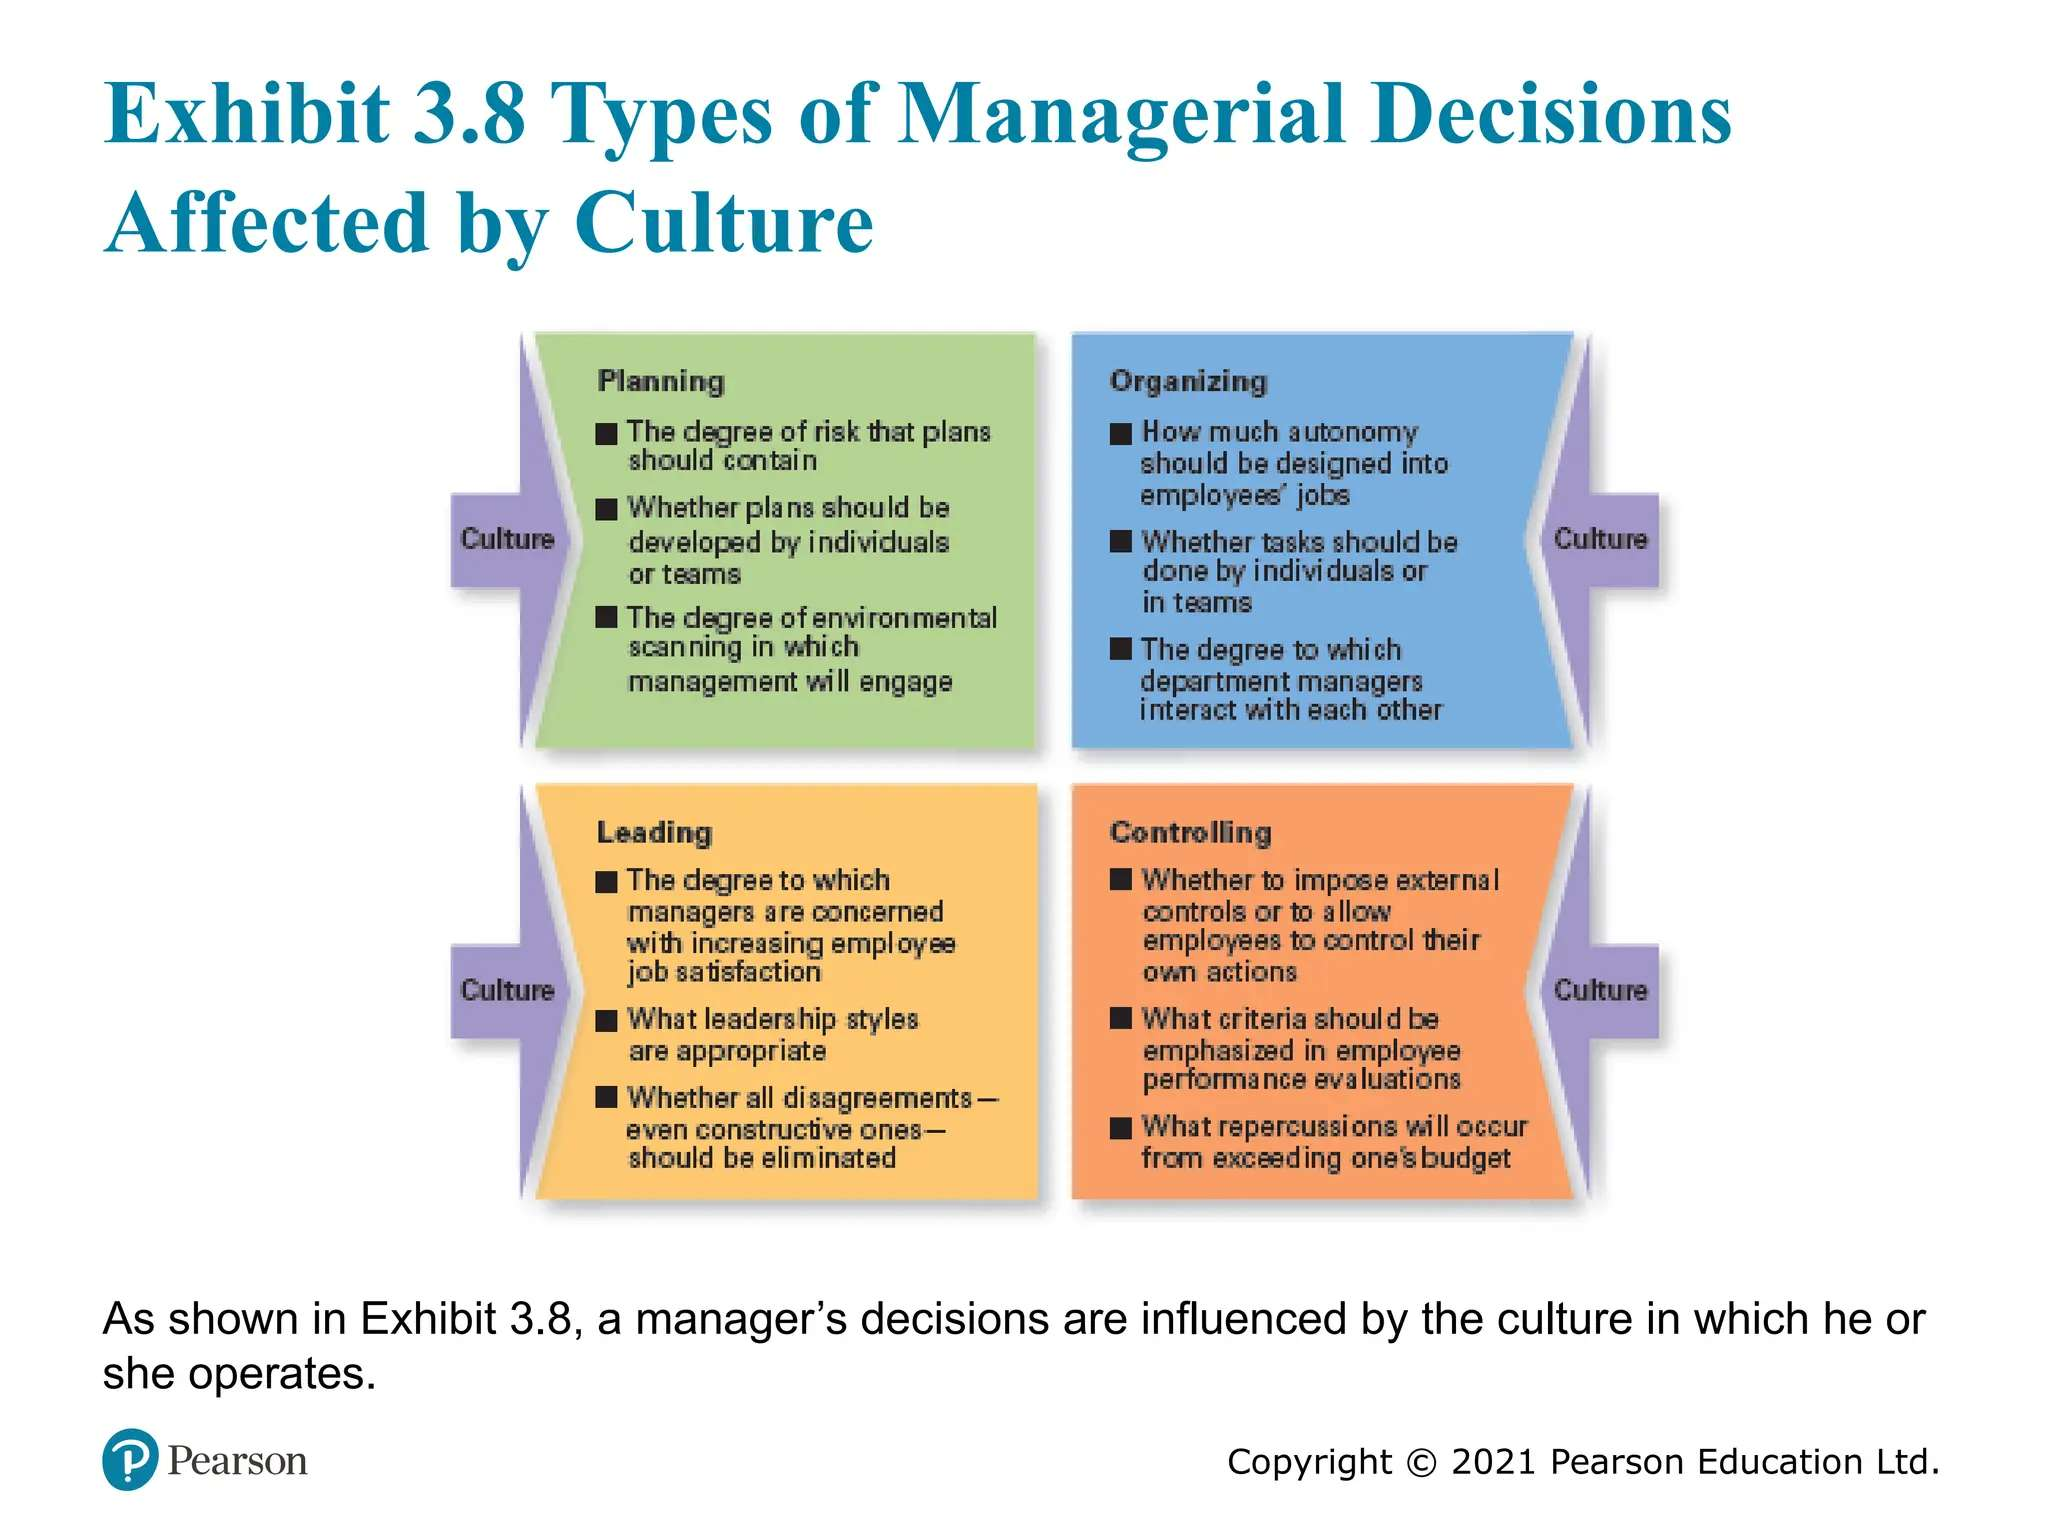 Exhibit 3.8 Types of Managerial Decisions
Affected by Culture
Culture
Planning
■ The degree of risk that plans
should contain
■ Whether plans should be
developed by individuals
or teams
■ The degree of environmental
scanning in which
management will engage
Organizing
■ How much autonomy
should be designed into
employees’ jobs
■ Whether tasks should be
done by individuals or
in teams
■ The degree to which
department managers
interact with each other
Culture
Culture
Leading
■ The degree to which
managers are concerned
with increasing employee
job satisfaction
■ What leadership styles
are appropriate
■ Whether all disagreements—
even constructive ones—
should be eliminated
Controlling
■ Whether to impose external
controls or to allow
employees to control their
own actions
■ What criteria should be
emphasized in employee
performance evaluations
■ What repercussions will occur
from exceeding one’s budget
Culture
As shown in Exhibit 3.8, a manager’s decisions are influenced by the culture in which he or
she operates.
Pearson
Copyright © 2021 Pearson Education Ltd.